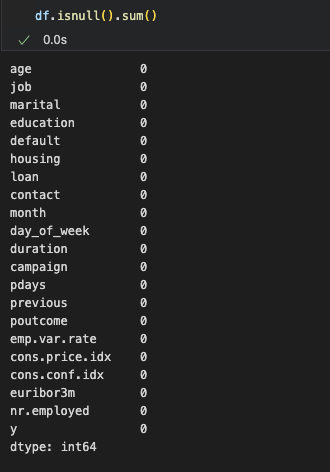 df.isnull().sum()
0.0s
age 0
job 0
marital 0
education 0
default 0
housing 0
loan 0
contact 0
month 0
day_of_week 0
duration 0
campaign 0
pdays 0
previous 0
poutcome 0
emp.var.rate 0
cons.price.idx 0
cons.conf.idx 0
euribor3m 0
nr.employed 0
y 0
dtype: int64